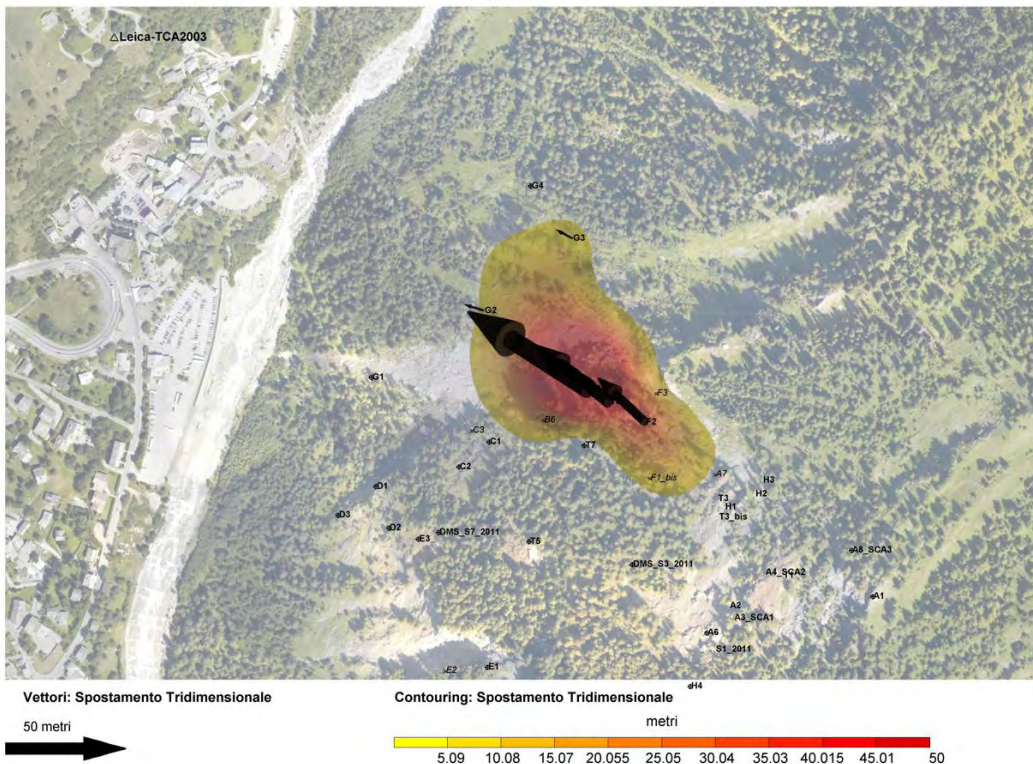 △Leica-TCA2003
G4
G3
G2
G1
F3
B6
F2
C3
C1
T7
C2
F1_bis
A7
H3
D1
H2
T3
H1
D3
T3_bis
D2
DMS_S7_2011
E3
T5
A8_SCA3
DMS_S3_2011
A4_SCA2
A1
A2
A3_SCA1
A6
S1_2011
E2
E1
H4
Vettori: Spostamento Tridimensionale
50 metri
Contouring: Spostamento Tridimensionale
metri
5.09 10.08 15.07 20.055 25.05 30.04 35.03 40.015 45.01 50